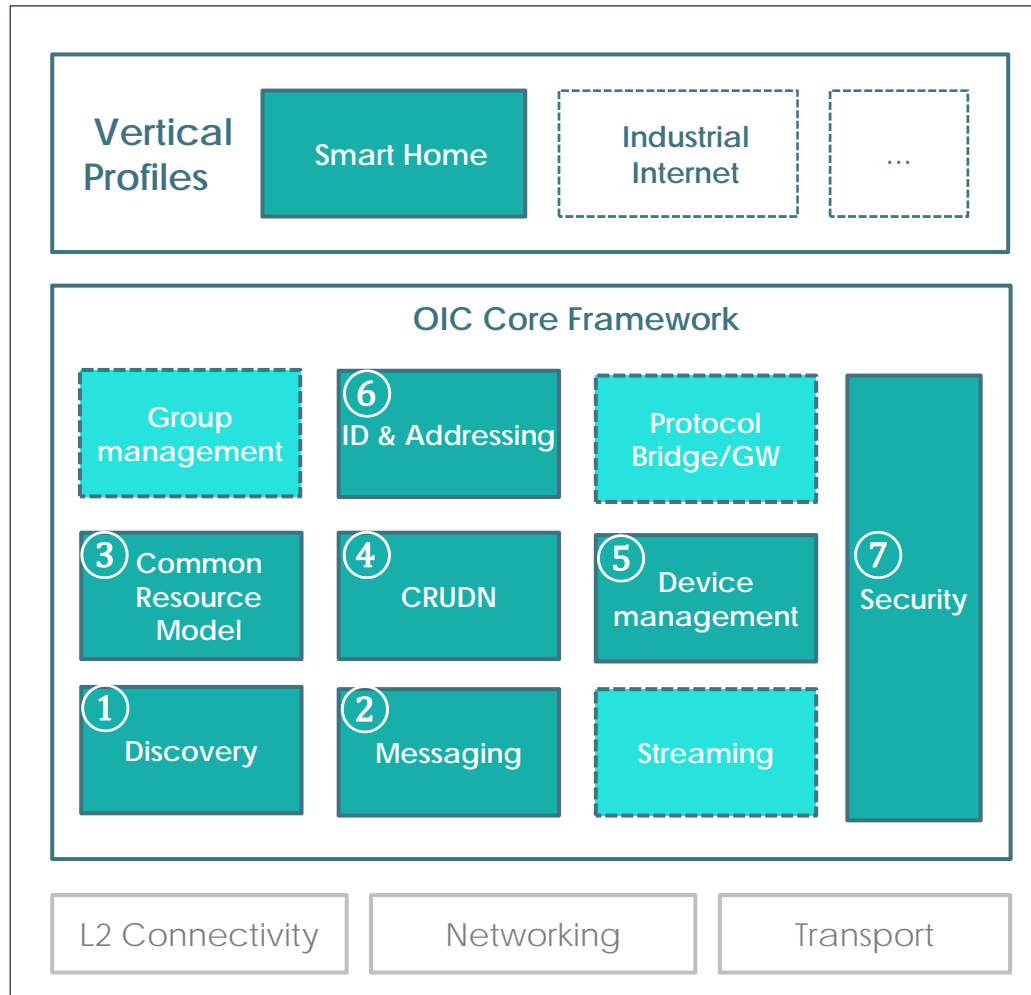 Vertical
Profiles
Smart Home
Industrial
Internet
...
OIC Core Framework
Group
management
⑥
ID & Addressing
Protocol
Bridge/GW
③
Common
Resource
Model
④
CRUDN
⑤
Device
management
⑦
Security
①
Discovery
②
Messaging
Streaming
L2 Connectivity
Networking
Transport